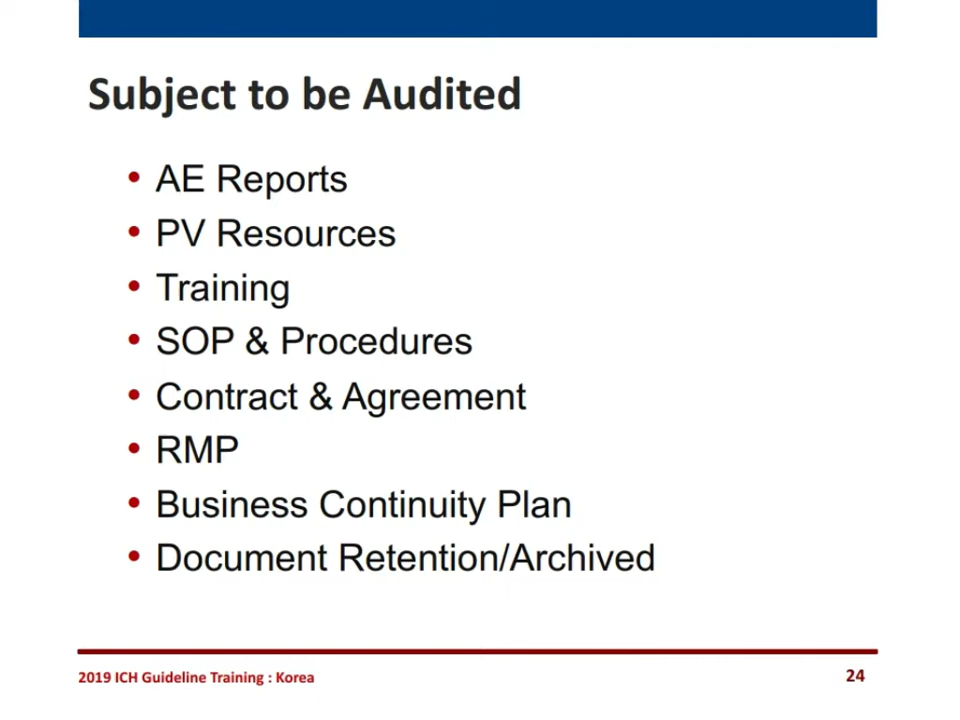 Subject to be Audited
• AE Reports
• PV Resources
• Training
• SOP & Procedures
• Contract & Agreement
• RMP
• Business Continuity Plan
• Document Retention/Archived
2019 ICH Guideline Training : Korea
24